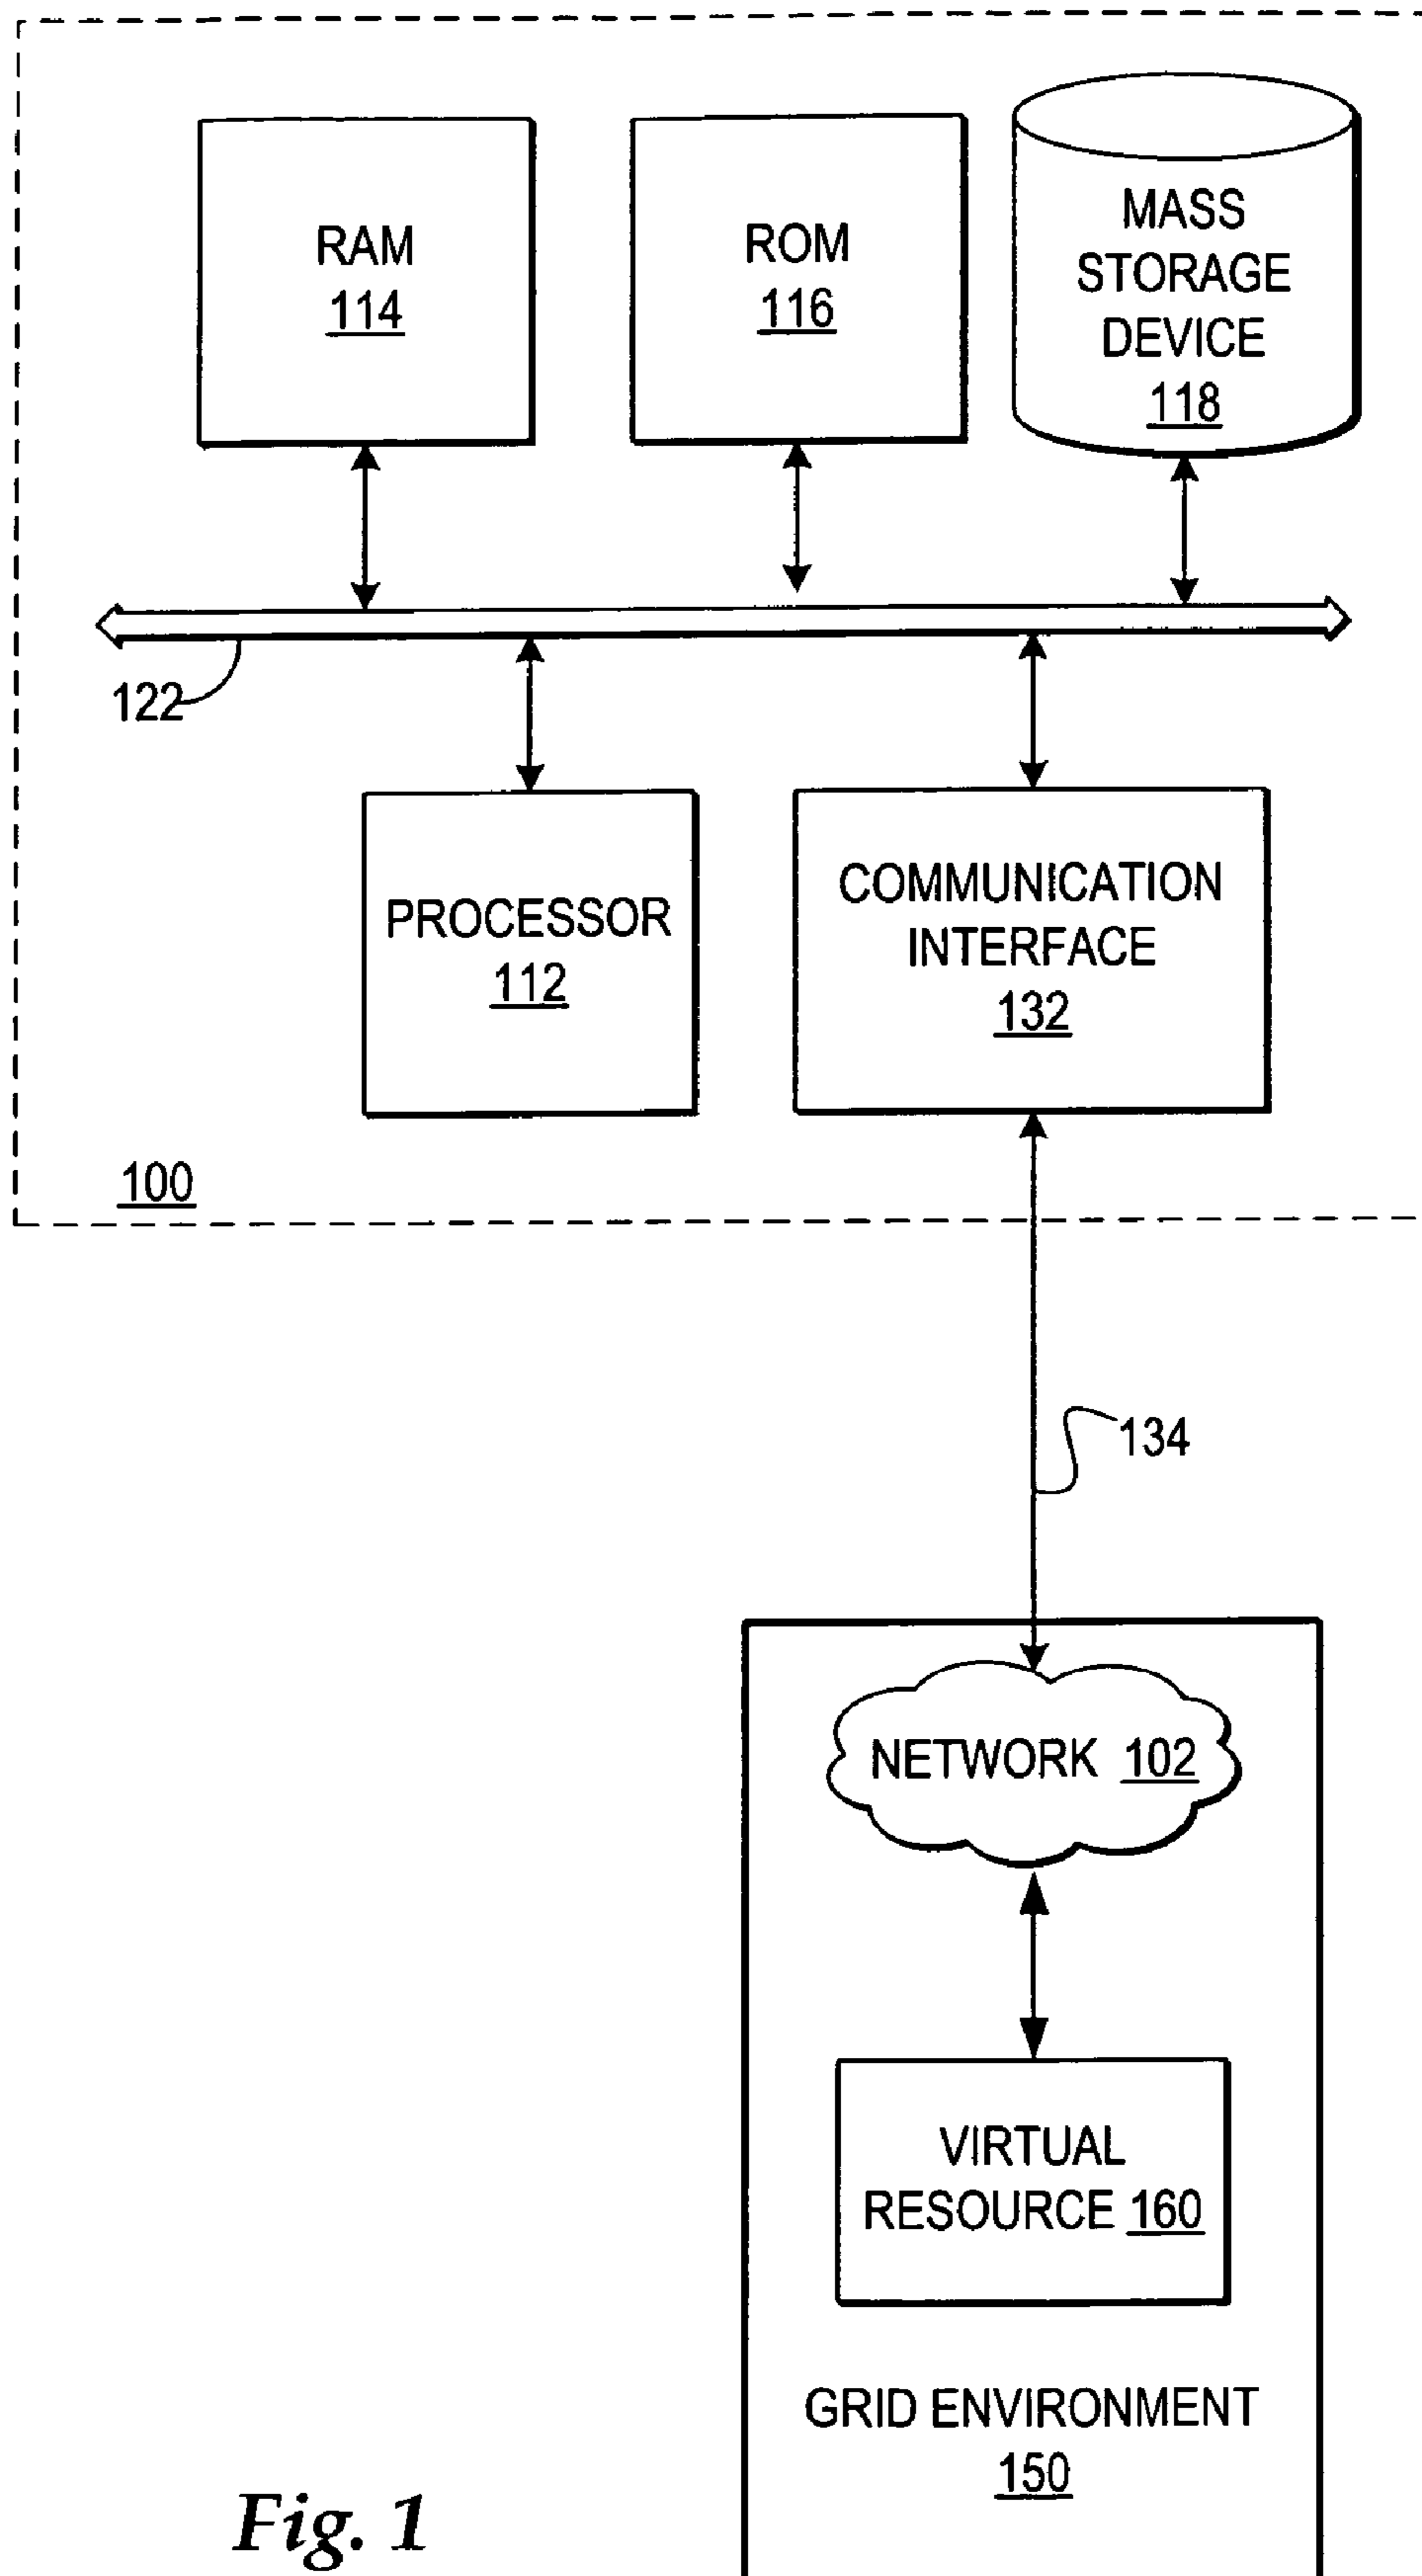 RAM
114
ROM
116
MASS
STORAGE
DEVICE
118
122
PROCESSOR
112
COMMUNICATION
INTERFACE
132
100
134
NETWORK 102
VIRTUAL
RESOURCE 160
GRID ENVIRONMENT
150
Fig. 1